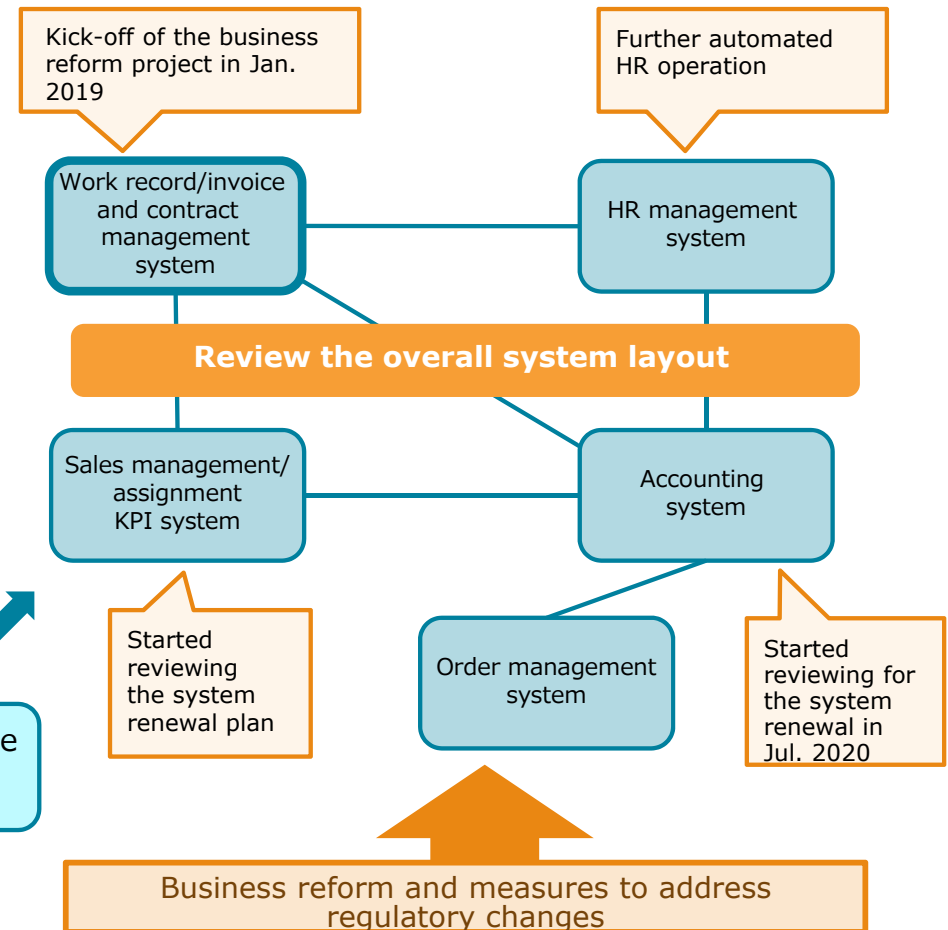 Kick-off of the business
reform project in Jan.
2019
Further automated
HR operation
Work record/invoice
and contract
management
system
HR management
system
Review the overall system layout
Sales management/
assignment
KPI system
Accounting
system
Started
reviewing
the system
renewal plan
Order management
system
Started
reviewing for
the system
renewal in
Jul. 2020
Business reform and measures to address
regulatory changes